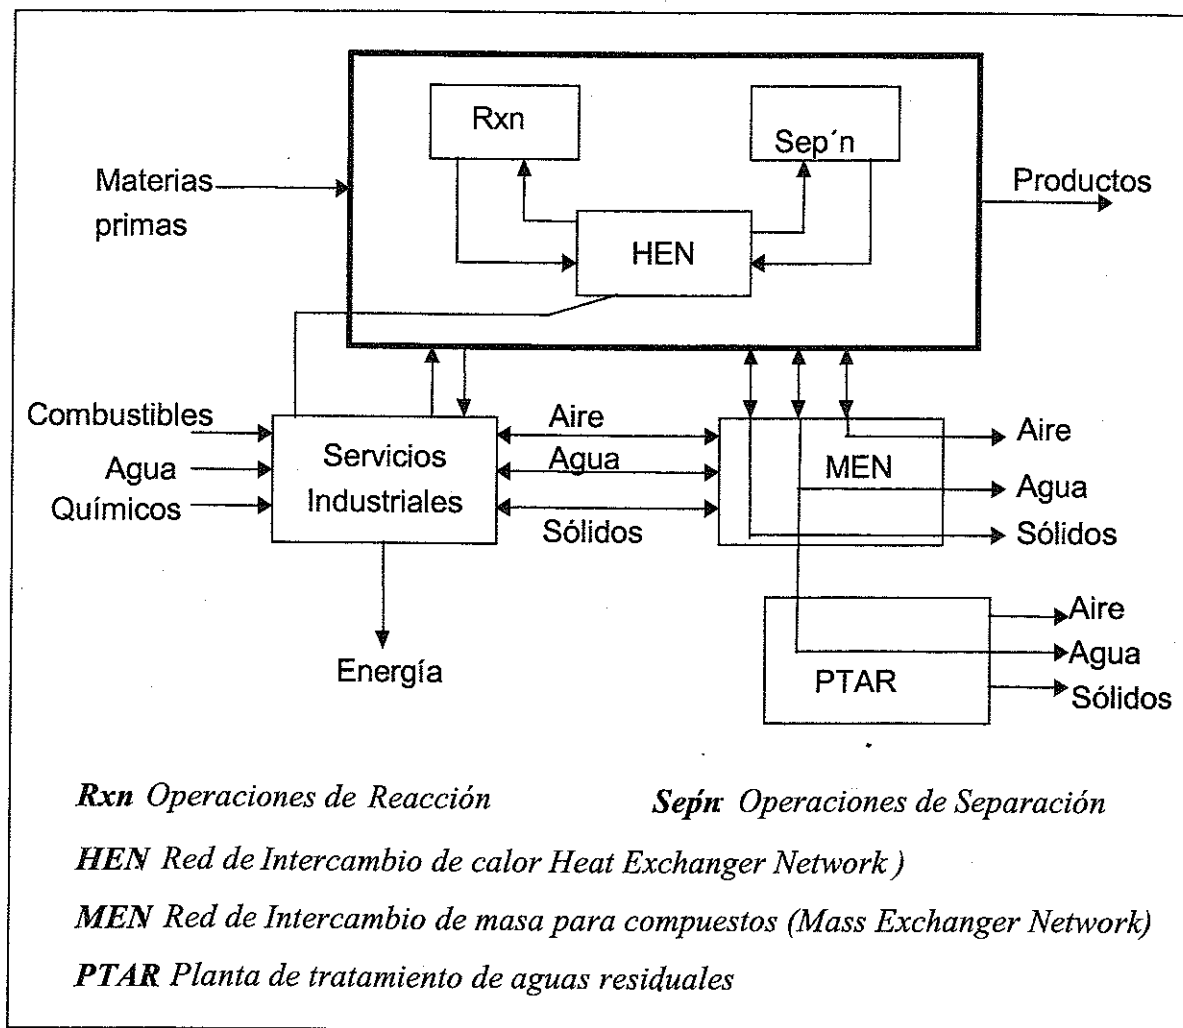 Rxn
Sep´n
Materias
primas
Productos
HEN
Combustibles
Agua
Químicos
Servicios
Industriales
Aire
Agua
Sólidos
MEN
Aire
Agua
Sólidos
Energía
PTAR
Aire
Agua
Sólidos
Rxn Operaciones de Reacción
Sep´n: Operaciones de Separación
HEN Red de Intercambio de calor Heat Exchanger Network )
MEN Red de Intercambio de masa para compuestos (Mass Exchanger Network)
PTAR Planta de tratamiento de aguas residuales